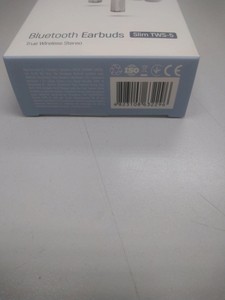 Bluetooth Earbuds Slim TWS-5
True Wireless Stereo